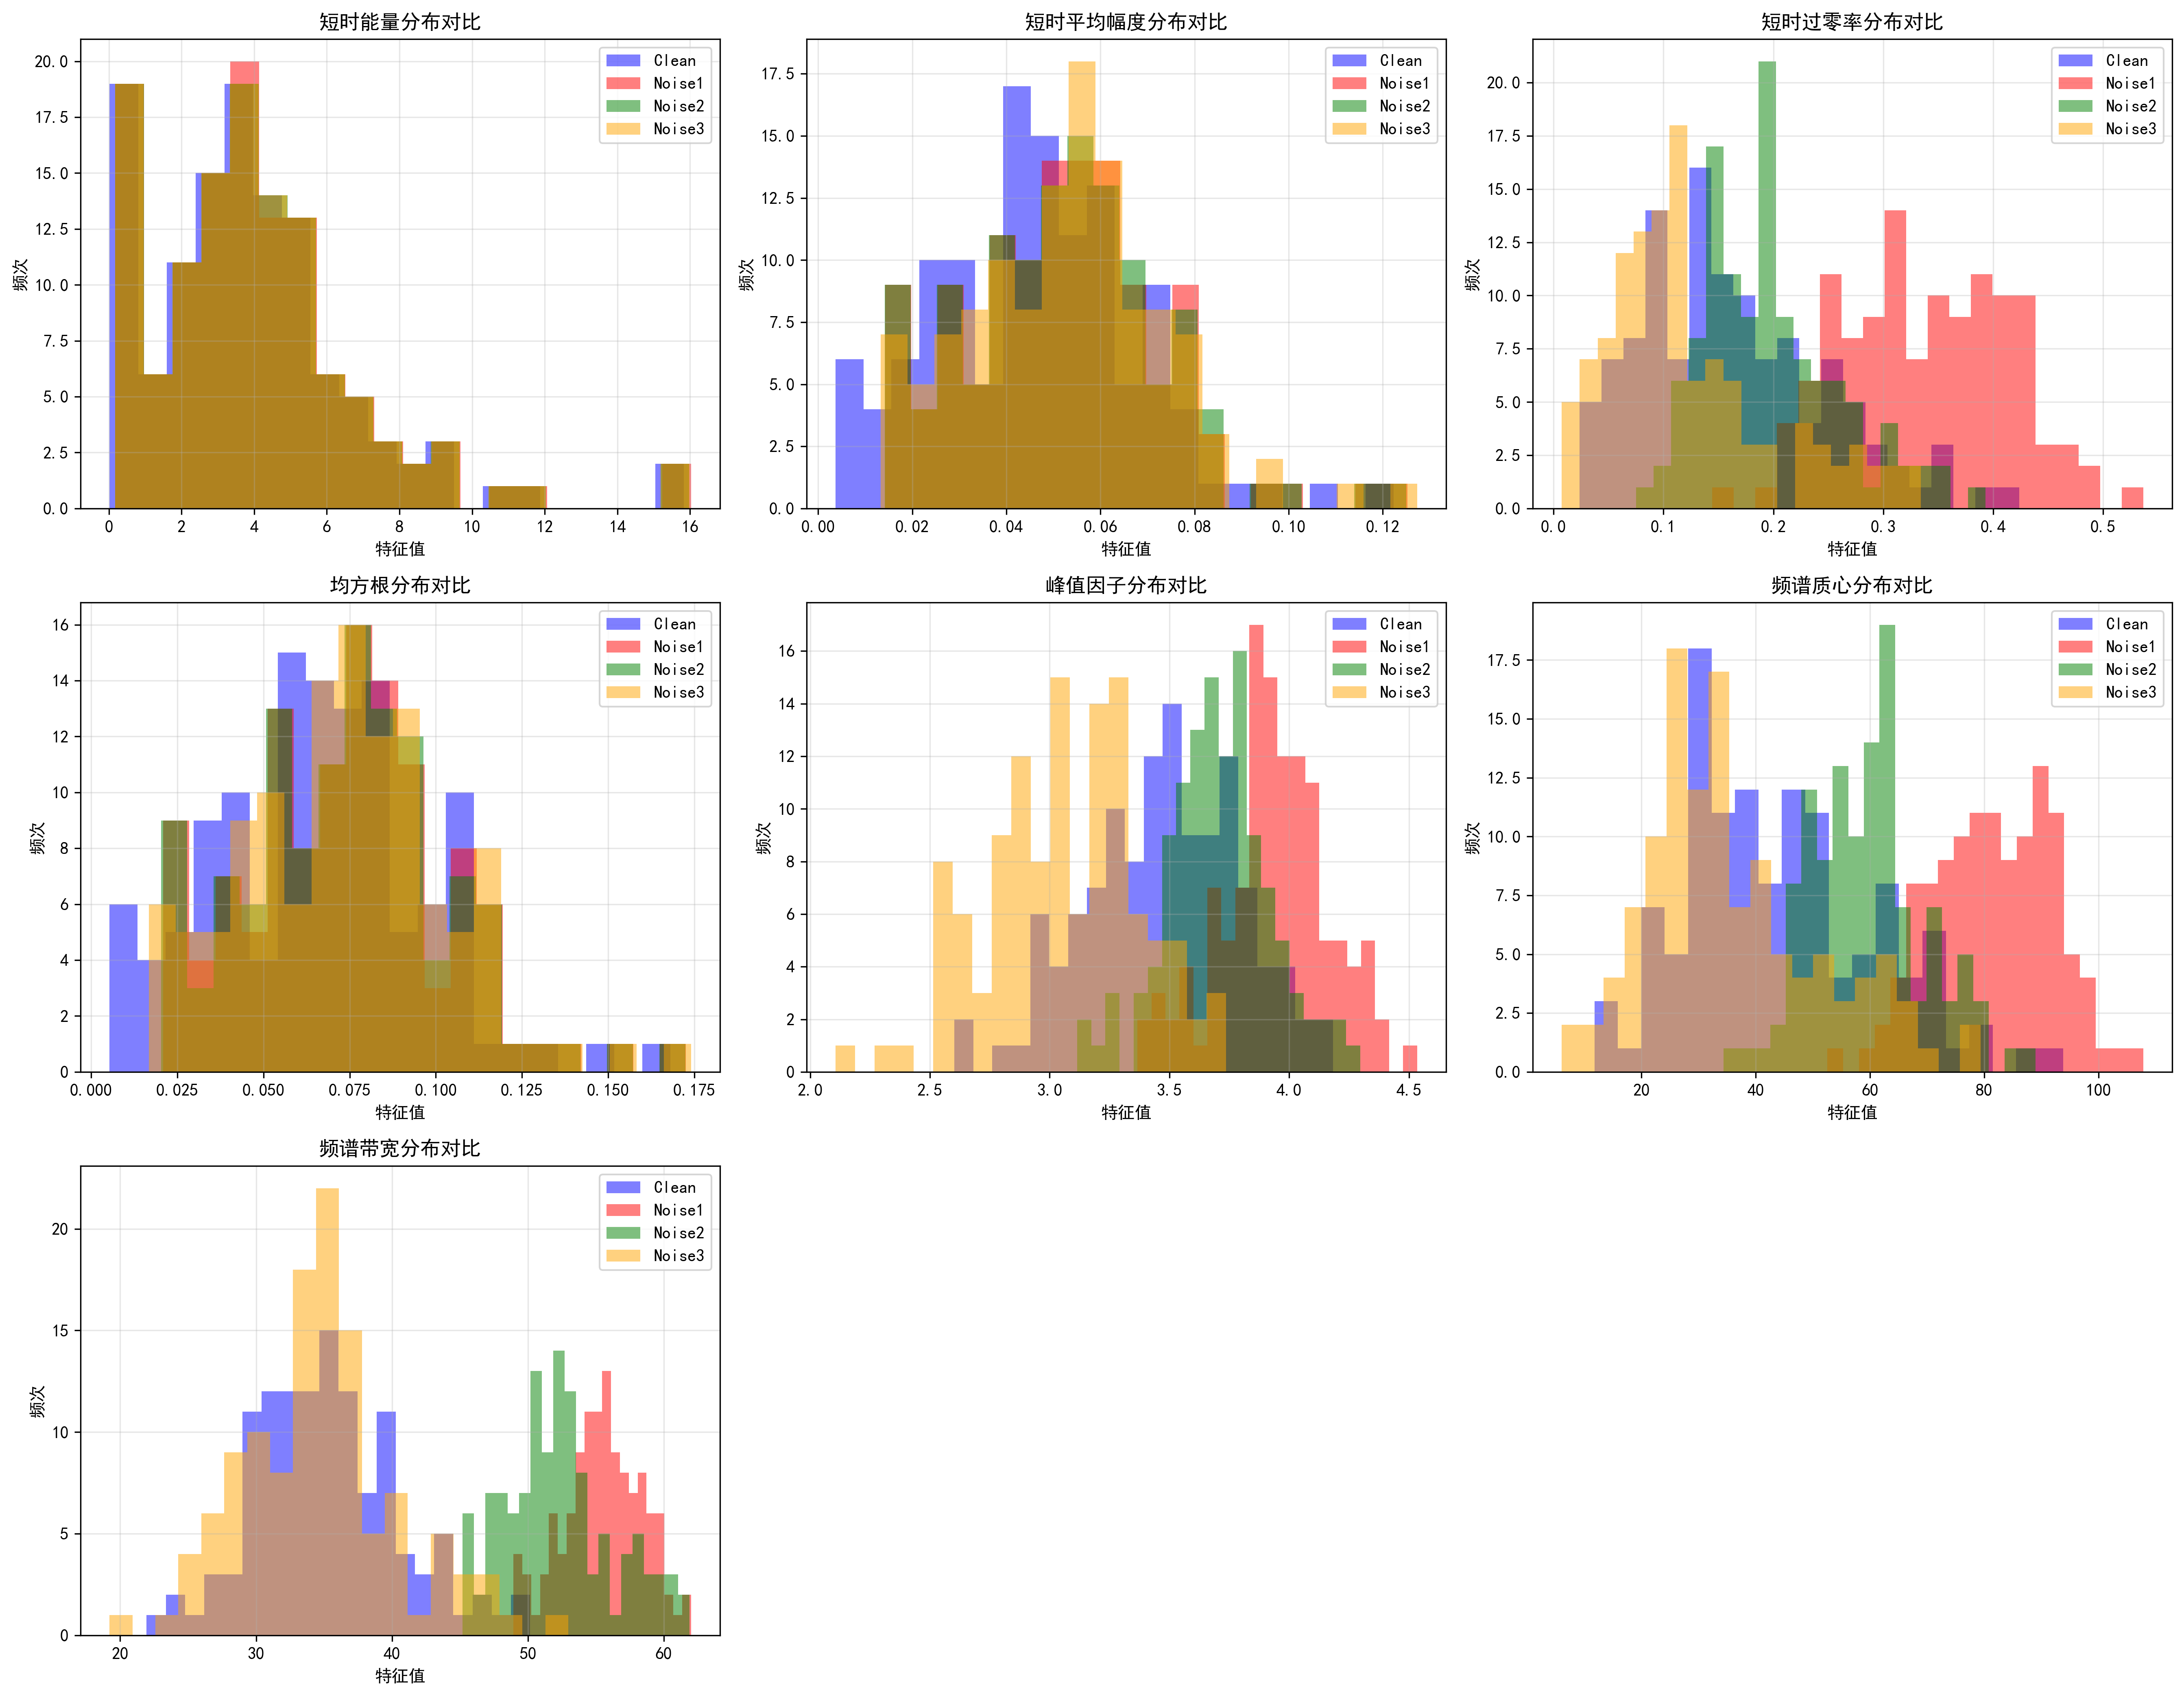 短时能量分布对比
20.0
17.5
15.0
12.5
10.0
7.5
5.0
2.5
0.0
频次
0 2 4 6 8 10 12 14 16
特征值
Clean
Noise1
Noise2
Noise3
短时平均幅度分布对比
17.5
15.0
12.5
10.0
7.5
5.0
2.5
0.0
频次
0.00 0.02 0.04 0.06 0.08 0.10 0.12
特征值
Clean
Noise1
Noise2
Noise3
短时过零率分布对比
20.0
17.5
15.0
12.5
10.0
7.5
5.0
2.5
0.0
频次
0.0 0.1 0.2 0.3 0.4 0.5
特征值
Clean
Noise1
Noise2
Noise3
均方根分布对比
16
14
12
10
8
6
4
2
0
频次
0.000 0.025 0.050 0.075 0.100 0.125 0.150 0.175
特征值
Clean
Noise1
Noise2
Noise3
峰值因子分布对比
16
14
12
10
8
6
4
2
0
频次
2.0 2.5 3.0 3.5 4.0 4.5
特征值
Clean
Noise1
Noise2
Noise3
频谱质心分布对比
17.5
15.0
12.5
10.0
7.5
5.0
2.5
0.0
频次
20 40 60 80 100
特征值
Clean
Noise1
Noise2
Noise3
频谱带宽分布对比
20
15
10
5
0
频次
20 30 40 50 60
特征值
Clean
Noise1
Noise2
Noise3